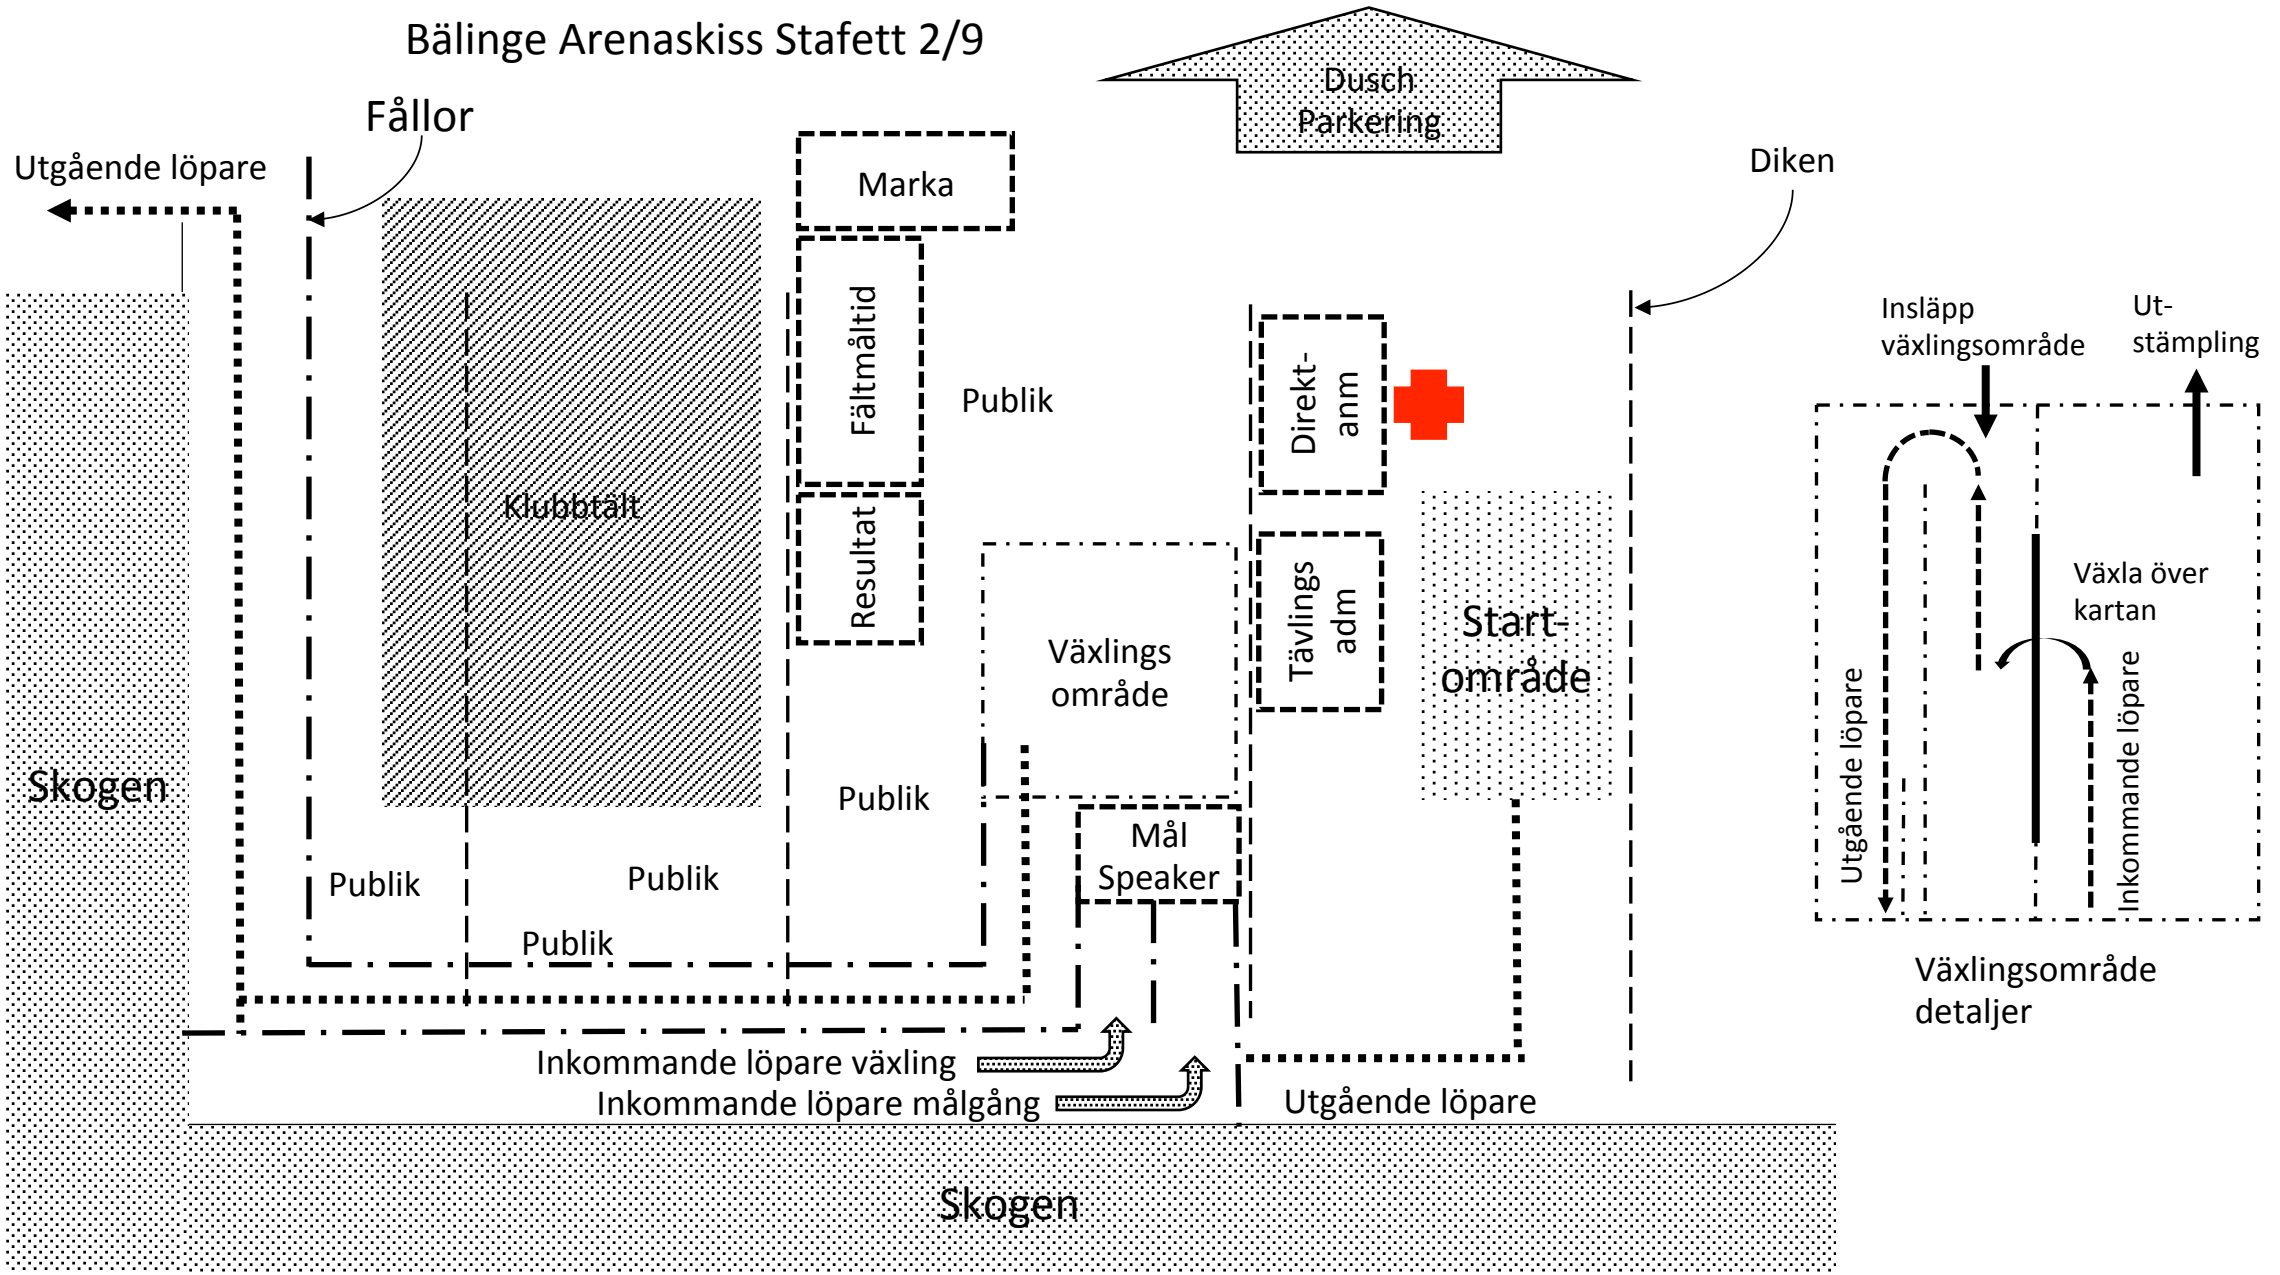 Bälinge Arenaskiss Stafett 2/9
Dusch
Parkering
Fållor
Utgående löpare
Marka
Diken
Fältmåltid
Publik
Direkt-
anm
Insläpp
växlingsområde
Ut-
stämpling
Klubbtält
Resultat
Växlings
område
Tävlings
adm
Start-
område
Växla över
kartan
Utgående löpare
Inkommande löpare
Skogen
Publik
Mål
Speaker
Publik
Publik
Publik
Växlingsområde
detaljer
Inkommande löpare växling
Inkommande löpare målgång
Utgående löpare
Skogen